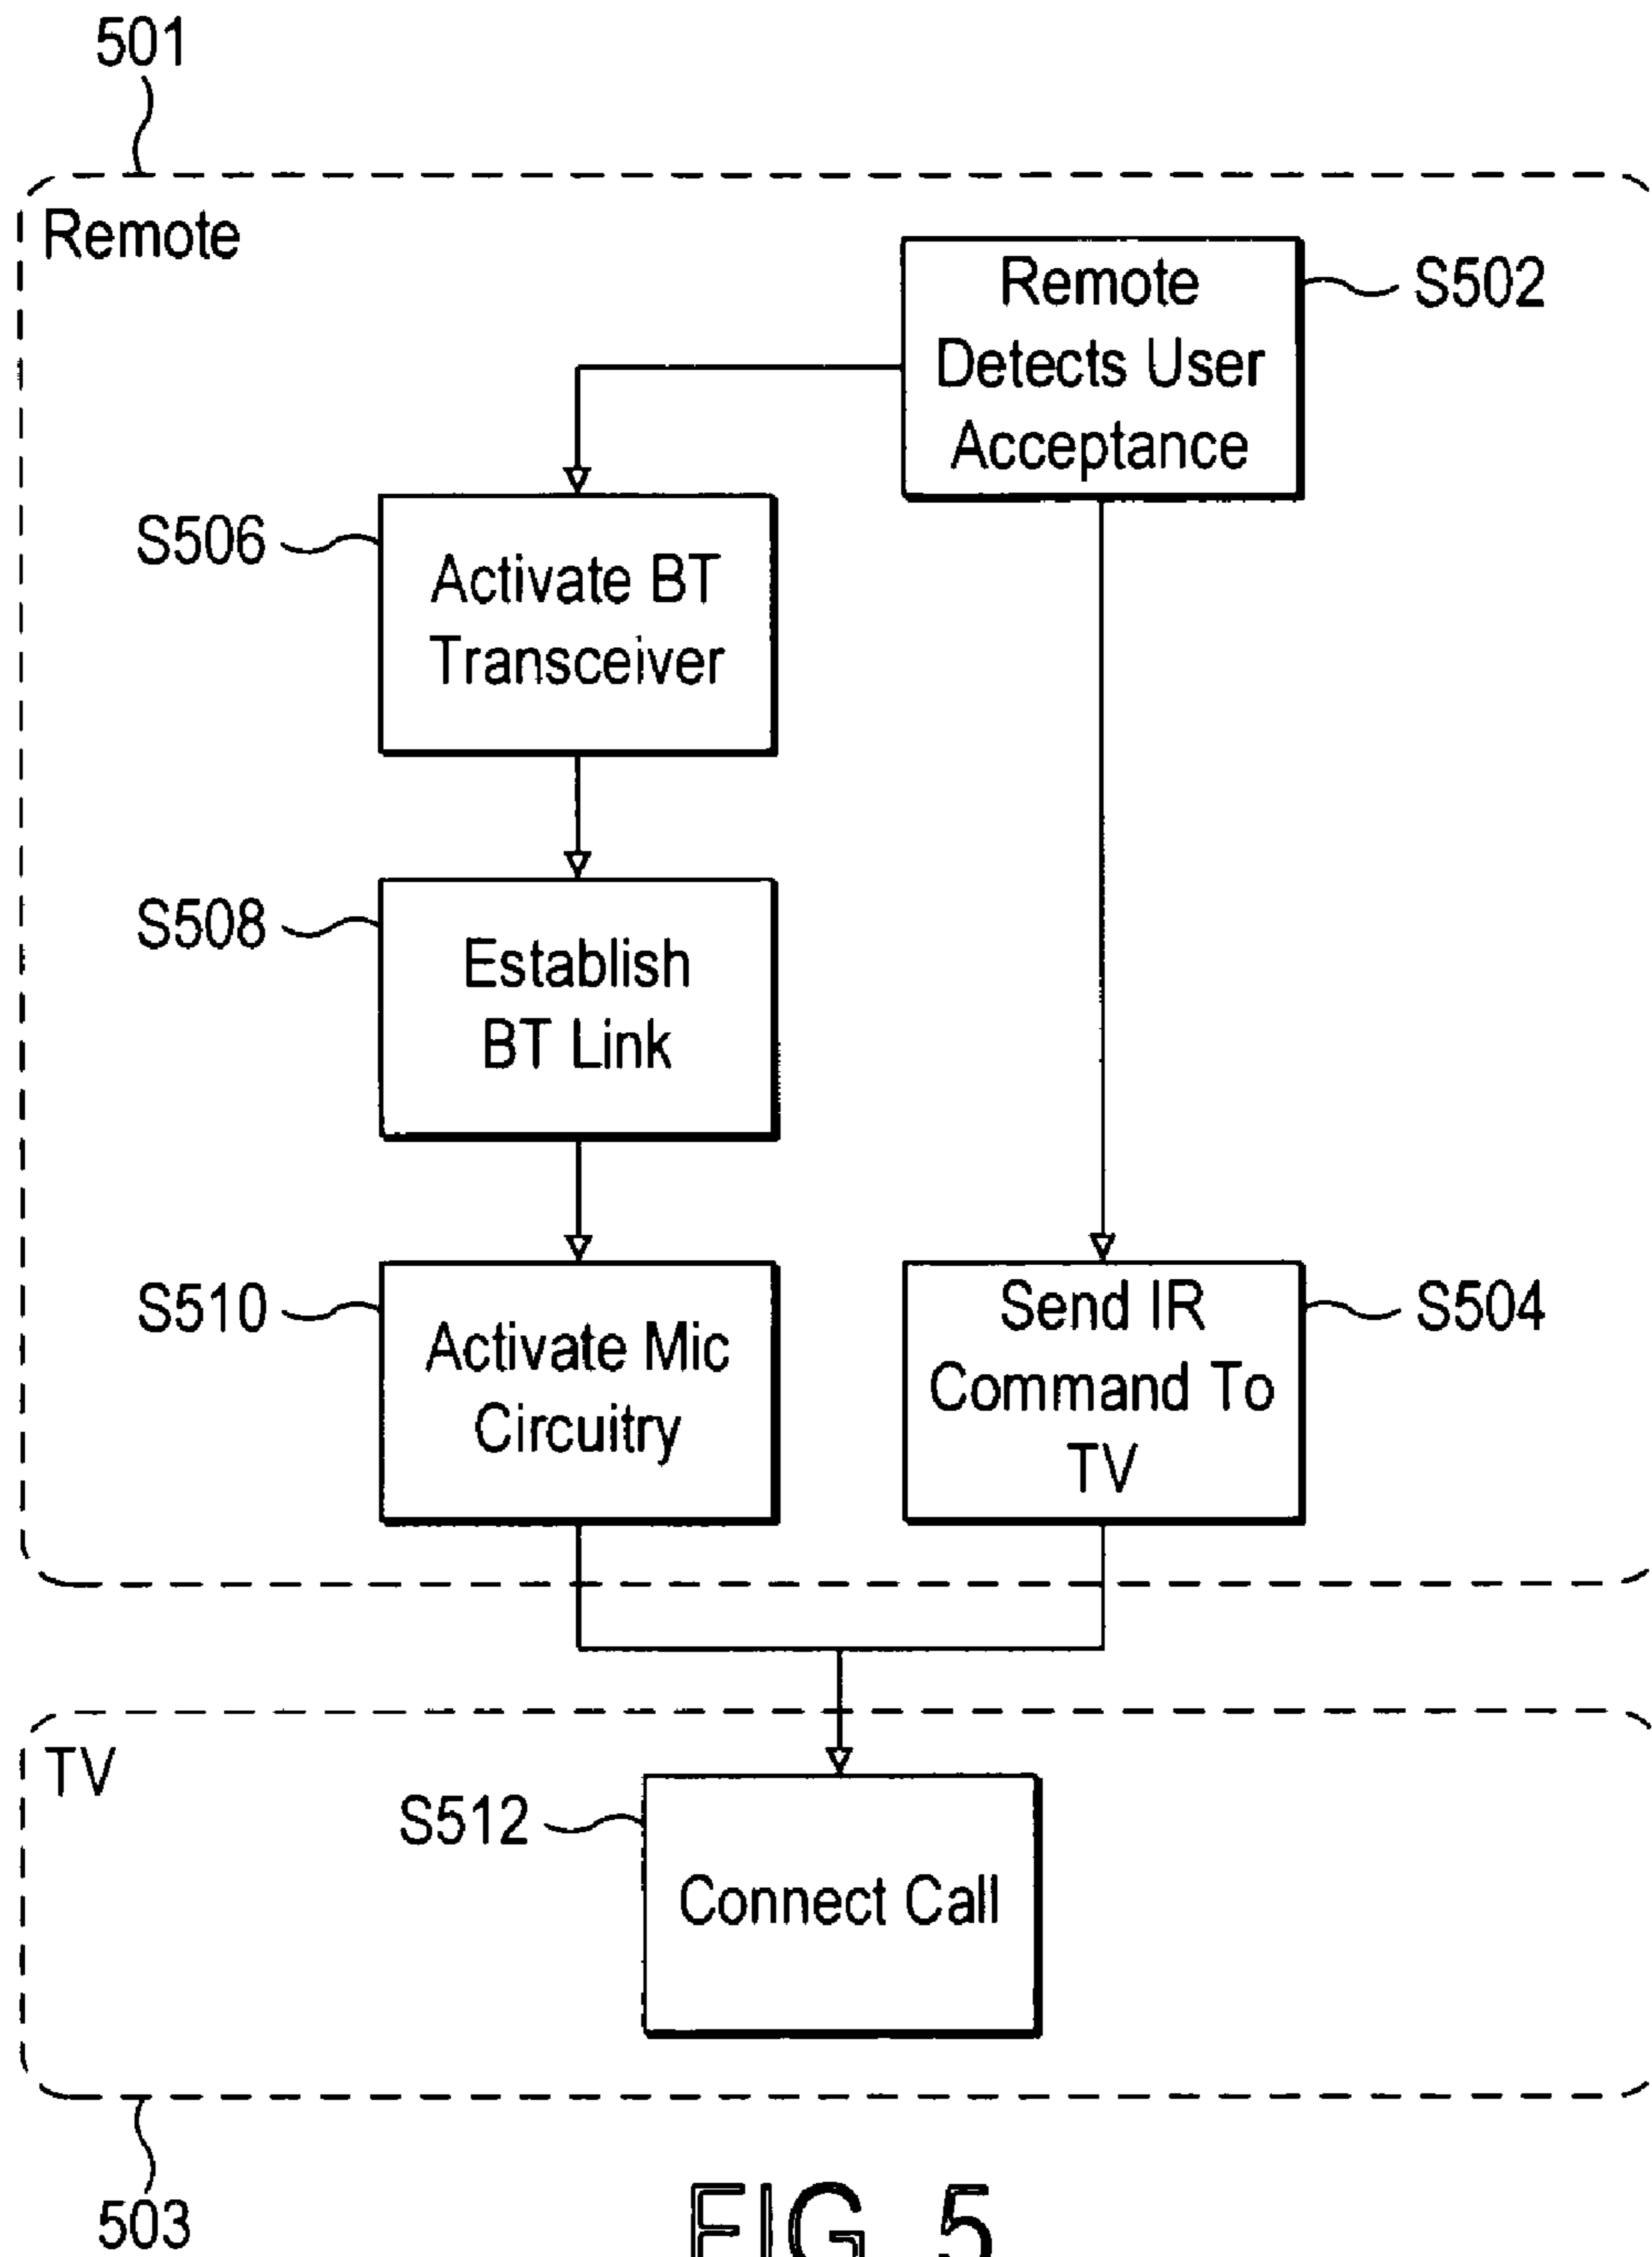 501
Remote
Remote
Detects User
Acceptance
S502
S506
Activate BT
Transceiver
S508
Establish
BT Link
S510
Activate Mic
Circuitry
Send IR
Command To
TV
S504
TV
S512
Connect Call
503
FIG. 5